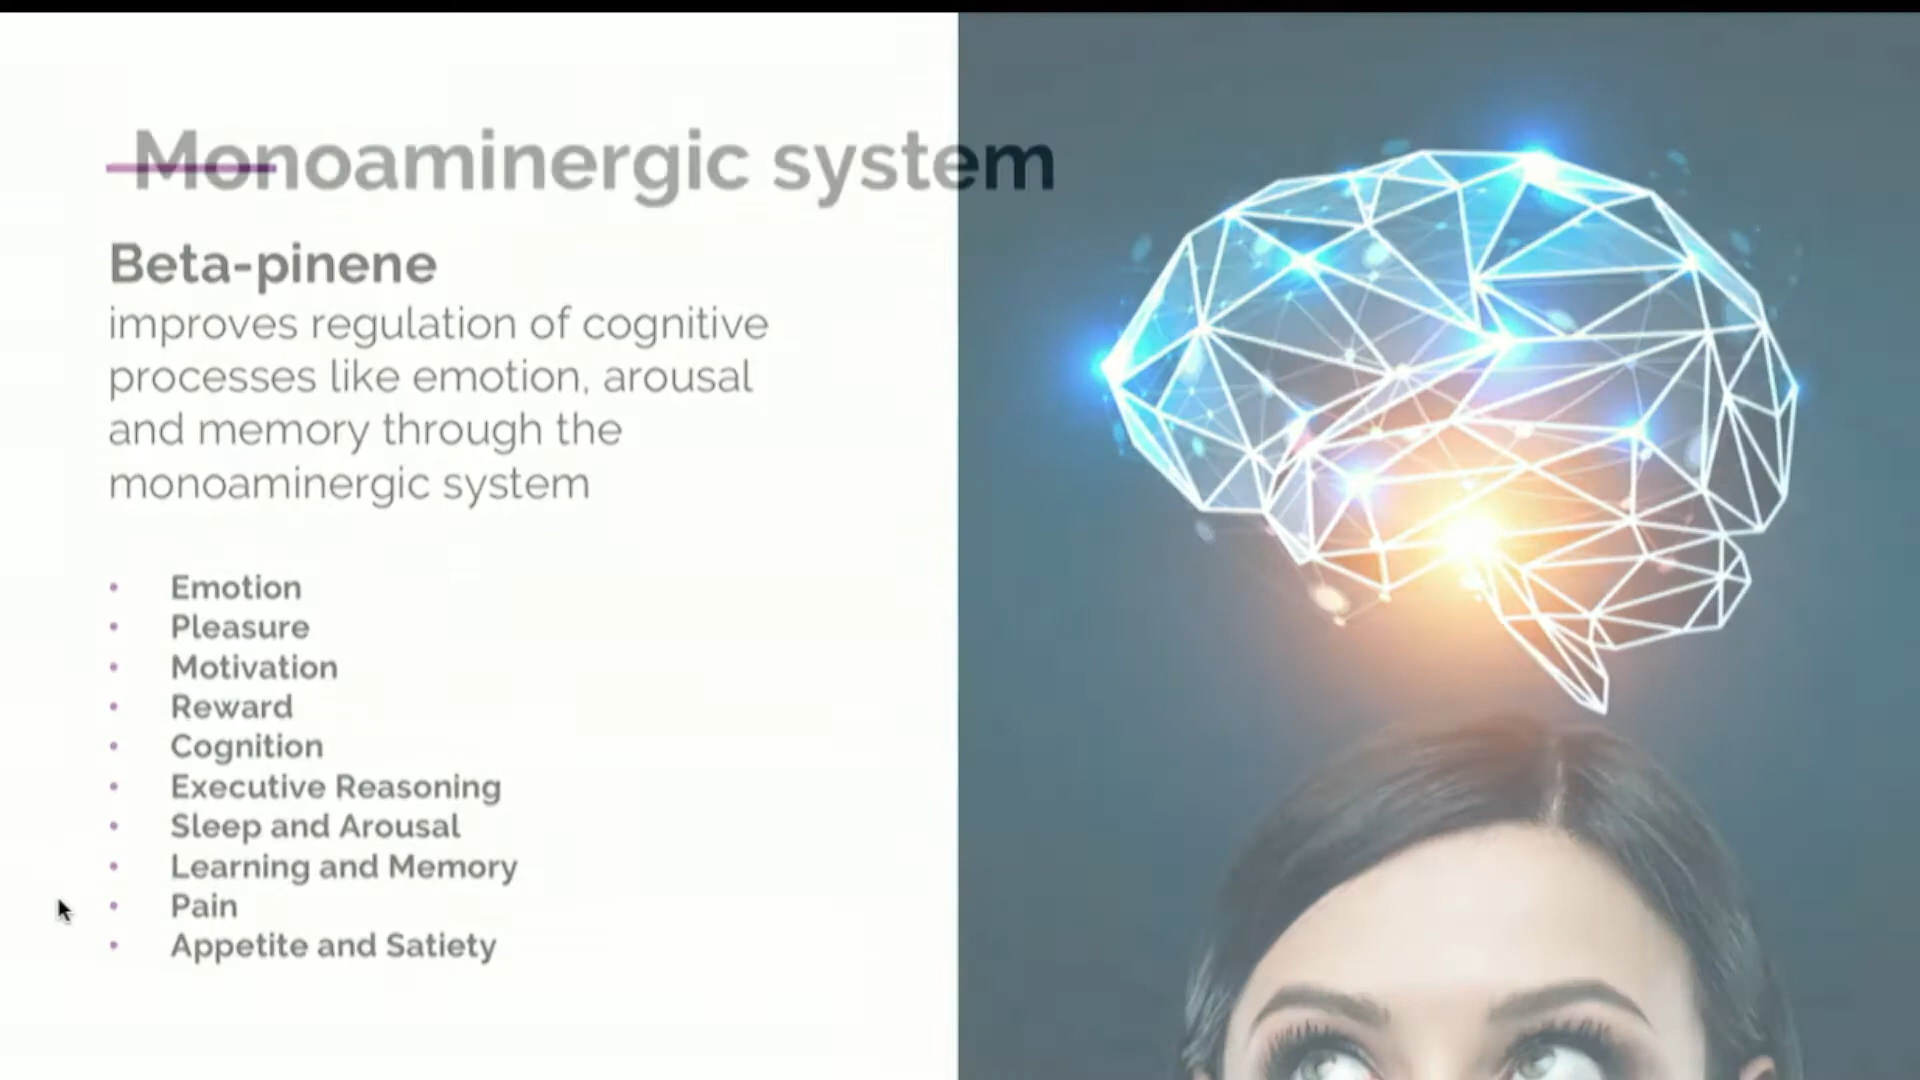 Monoaminergic system
Beta-pinene
improves regulation of cognitive
processes like emotion, arousal
and memory through the
monoaminergic system
• Emotion
• Pleasure
• Motivation
• Reward
• Cognition
• Executive Reasoning
• Sleep and Arousal
• Learning and Memory
• Pain
• Appetite and Satiety